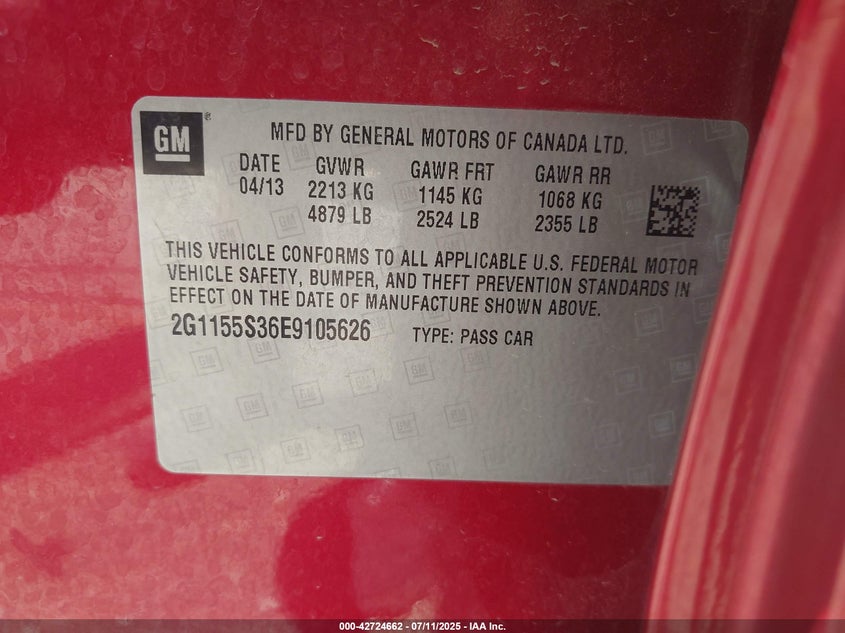 GM ®
MFD BY GENERAL MOTORS OF CANADA LTD.
DATE GVWR GAWR FRT GAWR RR
04/13 2213 KG 1145 KG 1068 KG
4879 LB 2524 LB 2355 LB
THIS VEHICLE CONFORMS TO ALL APPLICABLE U.S. FEDERAL MOTOR
VEHICLE SAFETY, BUMPER, AND THEFT PREVENTION STANDARDS IN
EFFECT ON THE DATE OF MANUFACTURE SHOWN ABOVE.
2G1155S36E9105626 TYPE: PASS CAR
000-42724662 - 07/11/2025 - IAA Inc.